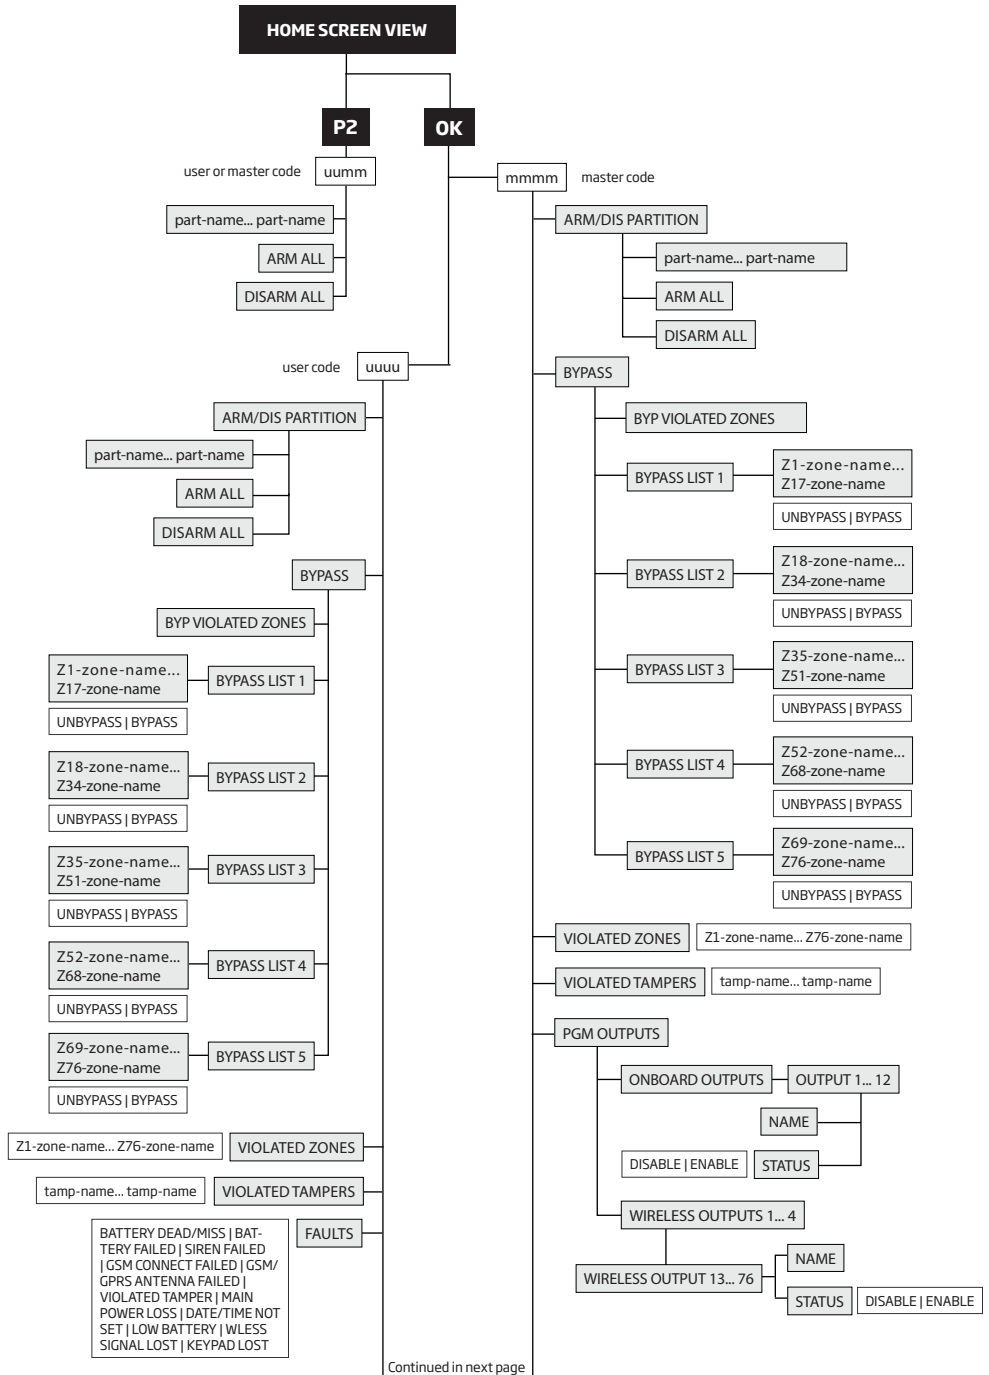 HOME SCREEN VIEW
P2
OK
user or master code
uumm
part-name... part-name
ARM ALL
DISARM ALL
mmmm
master code
ARM/DIS PARTITION
part-name... part-name
ARM ALL
DISARM ALL
BYPASS
BYP VIOLATED ZONES
BYPASS LIST 1
Z1-zone-name...
Z17-zone-name
UNBYPASS | BYPASS
BYPASS LIST 2
Z18-zone-name...
Z34-zone-name
UNBYPASS | BYPASS
BYPASS LIST 3
Z35-zone-name...
Z51-zone-name
UNBYPASS | BYPASS
BYPASS LIST 4
Z52-zone-name...
Z68-zone-name
UNBYPASS | BYPASS
BYPASS LIST 5
Z69-zone-name...
Z76-zone-name
UNBYPASS | BYPASS
VIOLATED ZONES
Z1-zone-name... Z76-zone-name
VIOLATED TAMPERS
tamp-name... tamp-name
PGM OUTPUTS
ONBOARD OUTPUTS
OUTPUT 1... 12
NAME
DISABLE | ENABLE
STATUS
WIRELESS OUTPUTS 1... 4
WIRELESS OUTPUT 13... 76
NAME
STATUS
DISABLE | ENABLE
user code
uuuu
ARM/DIS PARTITION
part-name... part-name
ARM ALL
DISARM ALL
BYPASS
BYP VIOLATED ZONES
Z1-zone-name...
Z17-zone-name
BYPASS LIST 1
UNBYPASS | BYPASS
Z18-zone-name...
Z34-zone-name
BYPASS LIST 2
UNBYPASS | BYPASS
Z35-zone-name...
Z51-zone-name
BYPASS LIST 3
UNBYPASS | BYPASS
Z52-zone-name...
Z68-zone-name
BYPASS LIST 4
UNBYPASS | BYPASS
Z69-zone-name...
Z76-zone-name
BYPASS LIST 5
UNBYPASS | BYPASS
Z1-zone-name... Z76-zone-name
VIOLATED ZONES
tamp-name... tamp-name
VIOLATED TAMPERS
FAULTS
BATTERY DEAD/MISS | BAT-
TERY FAILED | SIREN FAILED
| GSM CONNECT FAILED | GSM/
GPRS ANTENNA FAILED |
VIOLATED TAMPER | MAIN
POWER LOSS | DATE/TIME NOT
SET | LOW BATTERY | WLESS
SIGNAL LOST | KEYPAD LOST
Continued in next page